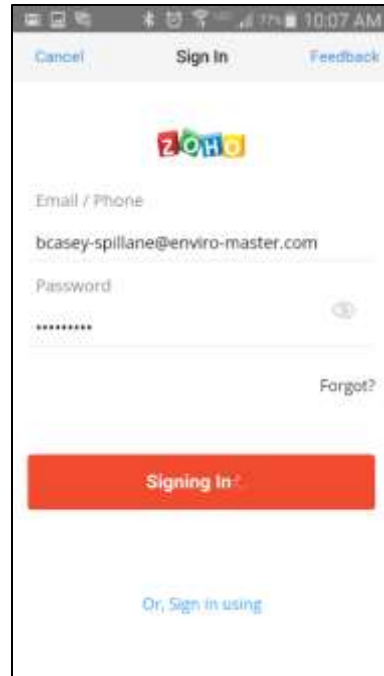 77% 10:07 AM
Cancel Sign In Feedback
ZOHO
Email / Phone
bcasey-spillane@enviro-master.com
Password
•••••••••
Forgot?
Signing In
Or, Sign in using